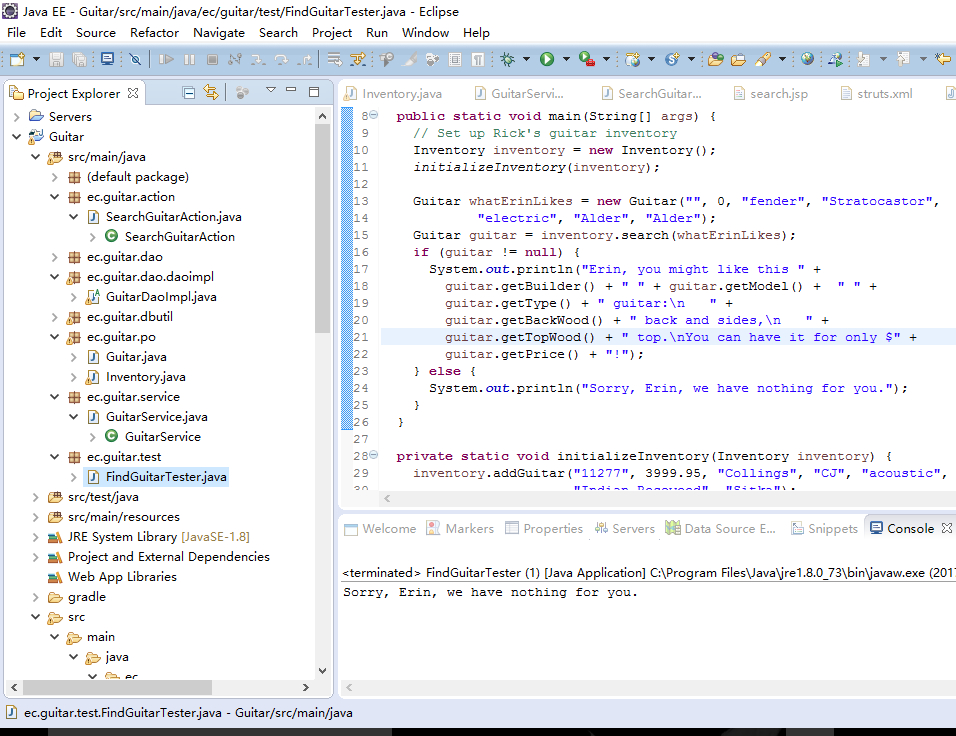 Java EE - Guitar/src/main/java/ec/guitar/test/FindGuitarTester.java - Eclipse
File Edit Source Refactor Navigate Search Project Run Window Help
Project Explorer
Servers
Guitar
src/main/java
(default package)
ec.guitar.action
SearchGuitarAction.java
SearchGuitarAction
ec.guitar.dao
ec.guitar.dao.daoimpl
GuitarDaoImpl.java
ec.guitar.dbutil
ec.guitar.po
Guitar.java
Inventory.java
ec.guitar.service
GuitarService.java
GuitarService
ec.guitar.test
FindGuitarTester.java
src/test/java
src/main/resources
JRE System Library [JavaSE-1.8]
Project and External Dependencies
Web App Libraries
gradle
src
main
java
ec
Inventory.java GuitarServi... SearchGuitar... search.jsp struts.xml
8 public static void main(String[] args) {
9 // Set up Rick's guitar inventory
10 Inventory inventory = new Inventory();
11 initializeInventory(inventory);
12
13 Guitar whatErinLikes = new Guitar("", 0, "fender", "Stratocastor",
14 "electric", "Alder", "Alder");
15 Guitar guitar = inventory.search(whatErinLikes);
16 if (guitar != null) {
17 System.out.println("Erin, you might like this " +
18 guitar.getBuilder() + " " + guitar.getModel() + " " +
19 guitar.getType() + " guitar:\n   " +
20 guitar.getBackWood() + " back and sides,\n   " +
21 guitar.getTopWood() + " top.\nYou can have it for only $" +
22 guitar.getPrice() + "!");
23 } else {
24 System.out.println("Sorry, Erin, we have nothing for you.");
25 }
26 }
27
28 private static void initializeInventory(Inventory inventory) {
29 inventory.addGuitar("11277", 3999.95, "Collings", "CJ", "acoustic",
30 "Indian Rosewood", "Sitka");
Welcome Markers Properties Servers Data Source E... Snippets Console
<terminated> FindGuitarTester (1) [Java Application] C:\Program Files\Java\jre1.8.0_73\bin\javaw.exe (2017
Sorry, Erin, we have nothing for you.
ec.guitar.test.FindGuitarTester.java - Guitar/src/main/java